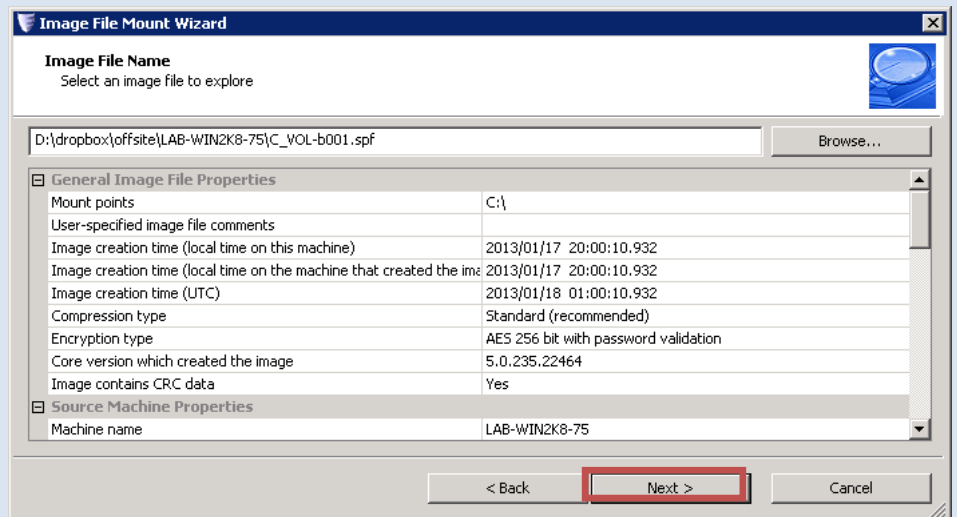 Image File Mount Wizard
Image File Name
Select an image file to explore
D:\dropbox\offsite\LAB-WIN2K8-75\C_VOL-b001.spf
Browse...
General Image File Properties
Mount points C:\
User-specified image file comments
Image creation time (local time on this machine) 2013/01/17 20:00:10.932
Image creation time (local time on the machine that created the ima 2013/01/17 20:00:10.932
Image creation time (UTC) 2013/01/18 01:00:10.932
Compression type Standard (recommended)
Encryption type AES 256 bit with password validation
Core version which created the image 5.0.235.22464
Image contains CRC data Yes
Source Machine Properties
Machine name LAB-WIN2K8-75
< Back Next > Cancel